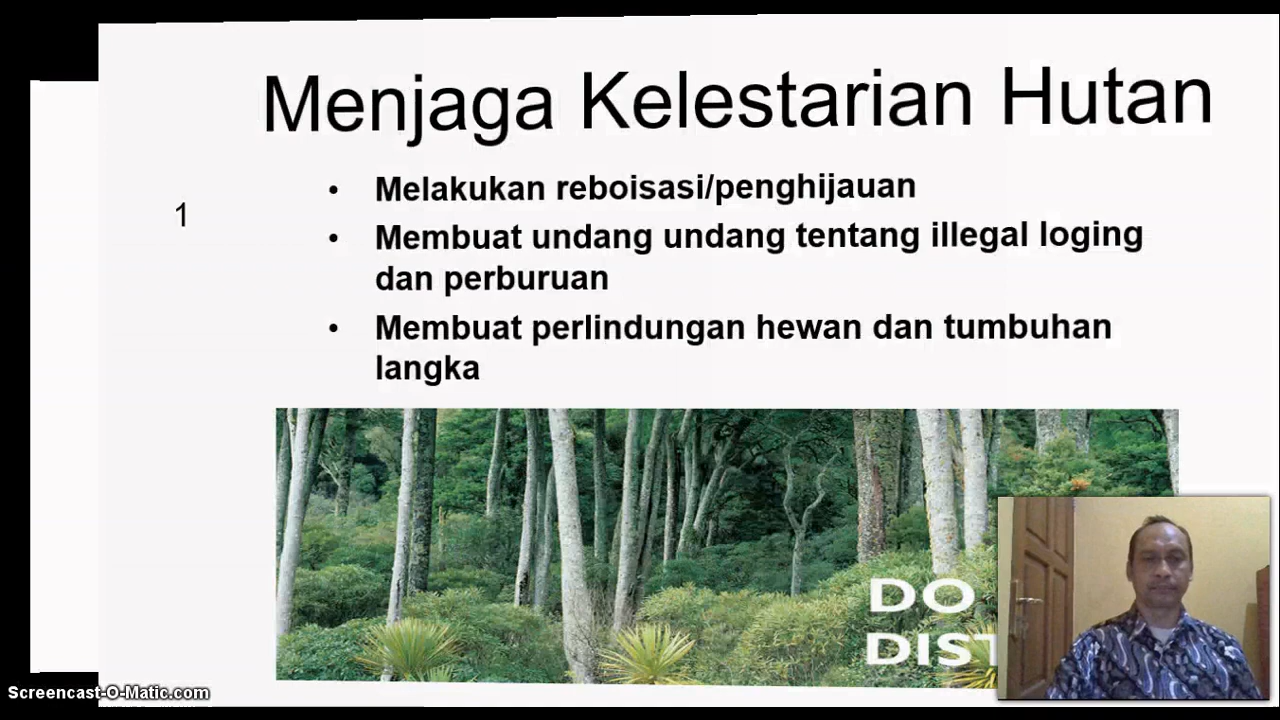 Menjaga Kelestarian Hutan
1
• Melakukan reboisasi/penghijauan
• Membuat undang undang tentang illegal loging
dan perburuan
• Membuat perlindungan hewan dan tumbuhan
langka
DO
DIST
Screencast-O-Matic.com